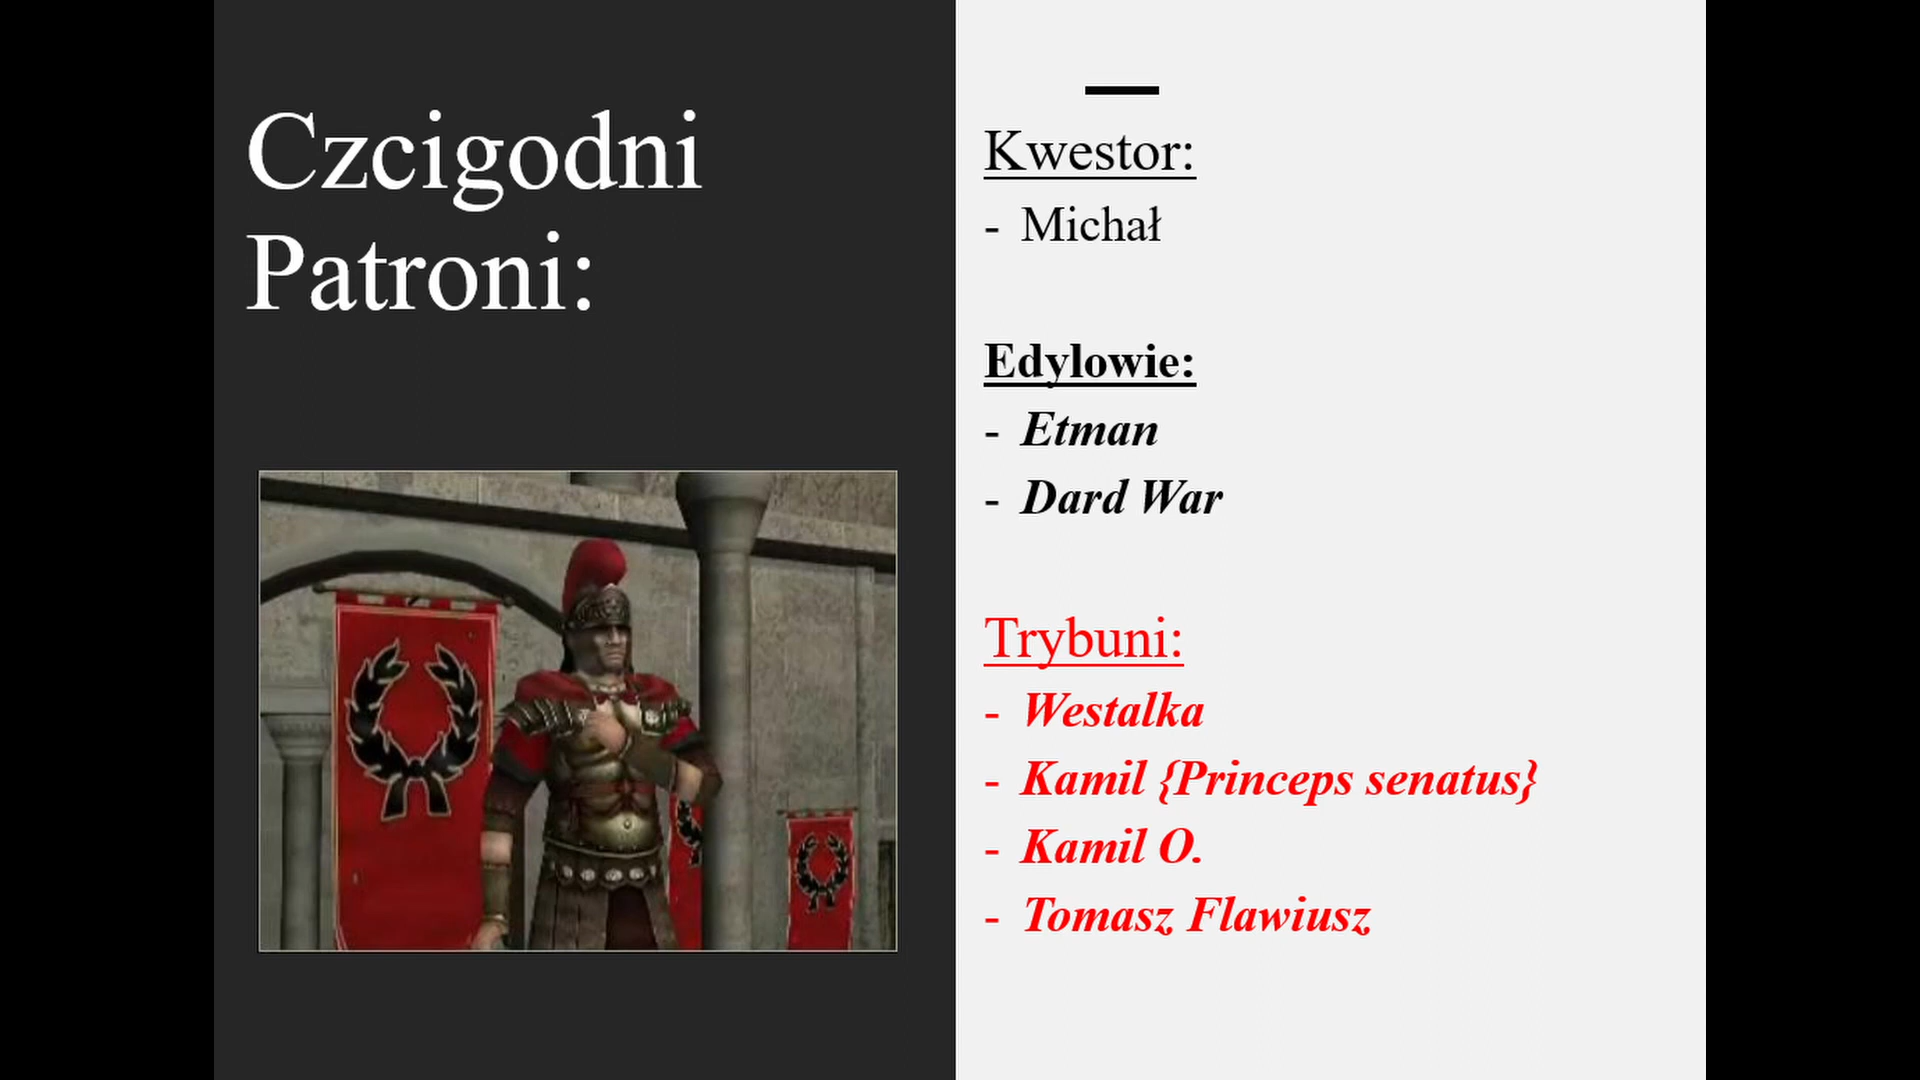 Czcigodni
Patroni:
Kwestor:
- Michał
Edylowie:
- Etman
- Dard War
Trybuni:
- Westalka
- Kamil {Princeps senatus}
- Kamil O.
- Tomasz Flawiusz